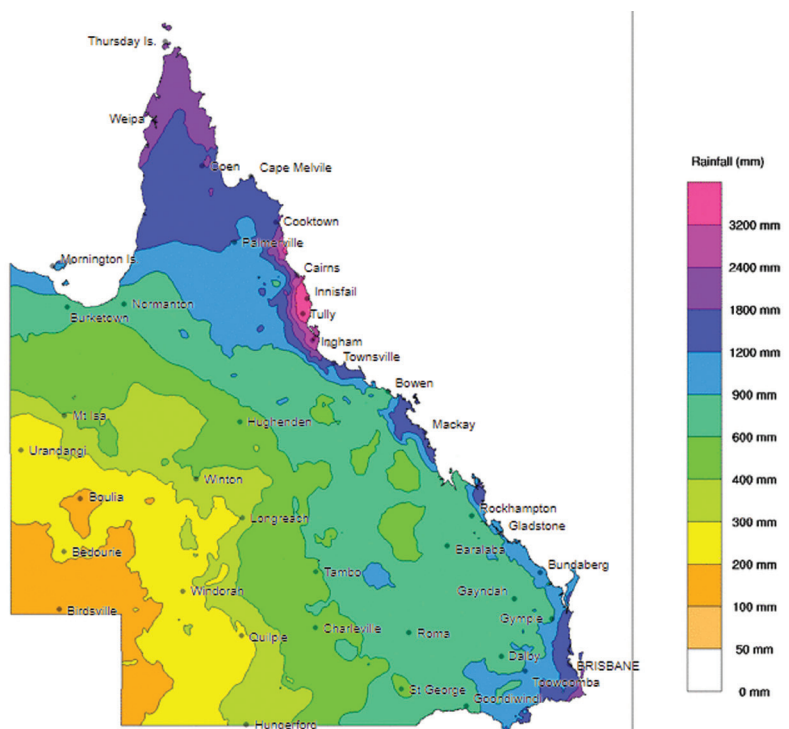 Thursday Is.
Weipa
Coen
Cape Melvile
Cooktown
Palmerville
Mornington Is
Cairns
Innisfail
Normanton
Burketown
Tully
Ingham
Townsville
Bowen
Mt Isa
Hughenden
Mackay
Urandangi
Winton
Boulia
Longreach
Rockhampton
Gladstone
Bedourie
Baralaba
Tambo
Bundaberg
Windorah
Gayndah
Birdsville
Gympie
Charleville
Roma
Quilpie
Dalby
BRISBANE
Toowoomba
St George
Goondiwindi
Hungerford
Rainfall (mm)
3200 mm
2400 mm
1800 mm
1200 mm
900 mm
600 mm
400 mm
300 mm
200 mm
100 mm
50 mm
0 mm